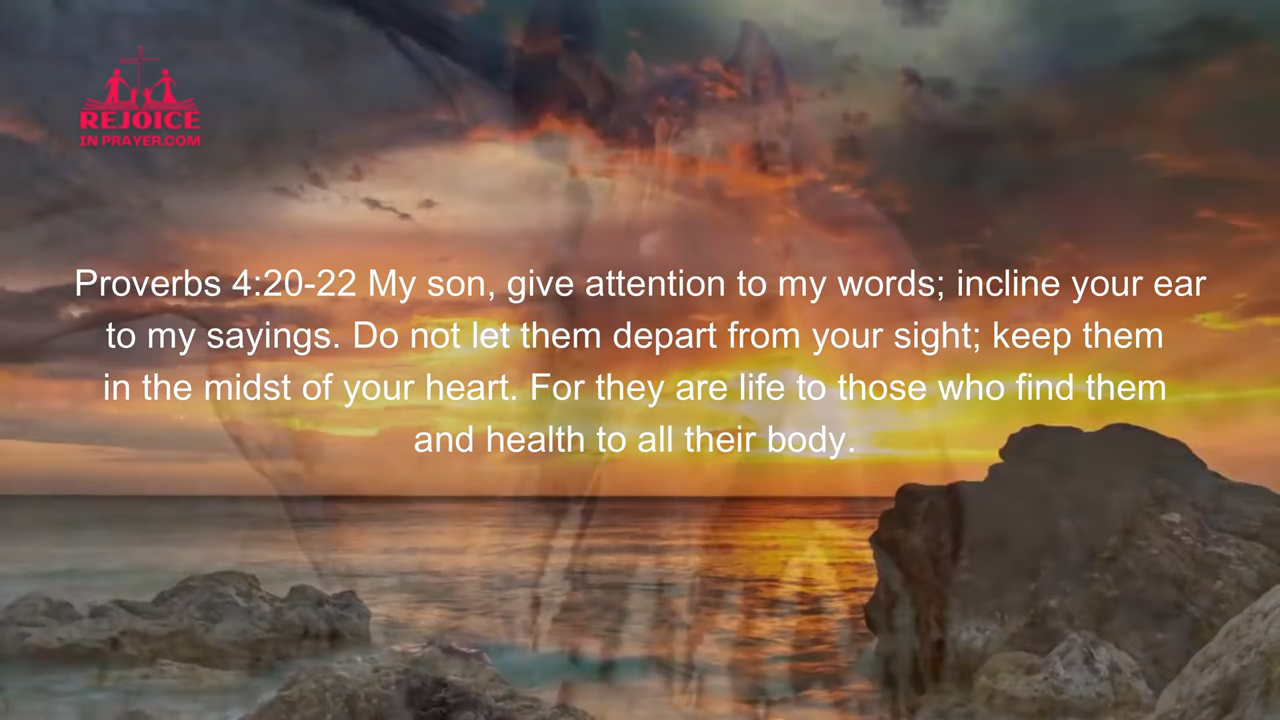 REJOICE
IN PRAYER.COM
Proverbs 4:20-22 My son, give attention to my words; incline your ear
to my sayings. Do not let them depart from your sight; keep them
in the midst of your heart. For they are life to those who find them
and health to all their body.